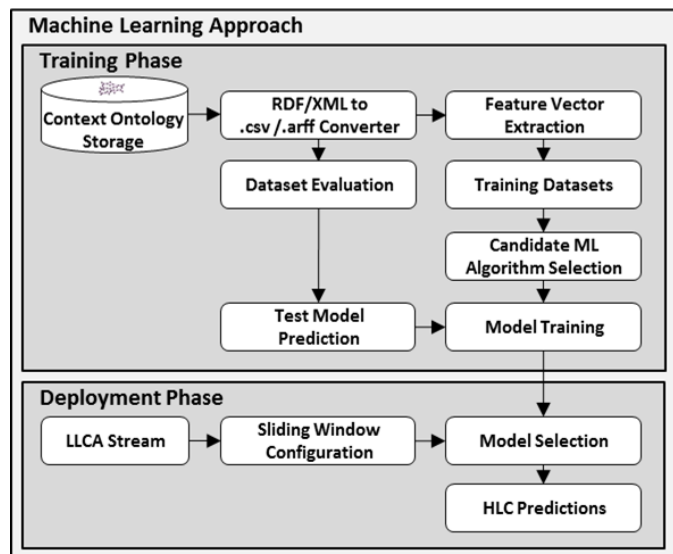 Machine Learning Approach
Training Phase
Context Ontology
Storage
RDF/XML to
.csv /.arff Converter
Feature Vector
Extraction
Dataset Evaluation
Training Datasets
Candidate ML
Algorithm Selection
Test Model
Prediction
Model Training
Deployment Phase
LLCA Stream
Sliding Window
Configuration
Model Selection
HLC Predictions